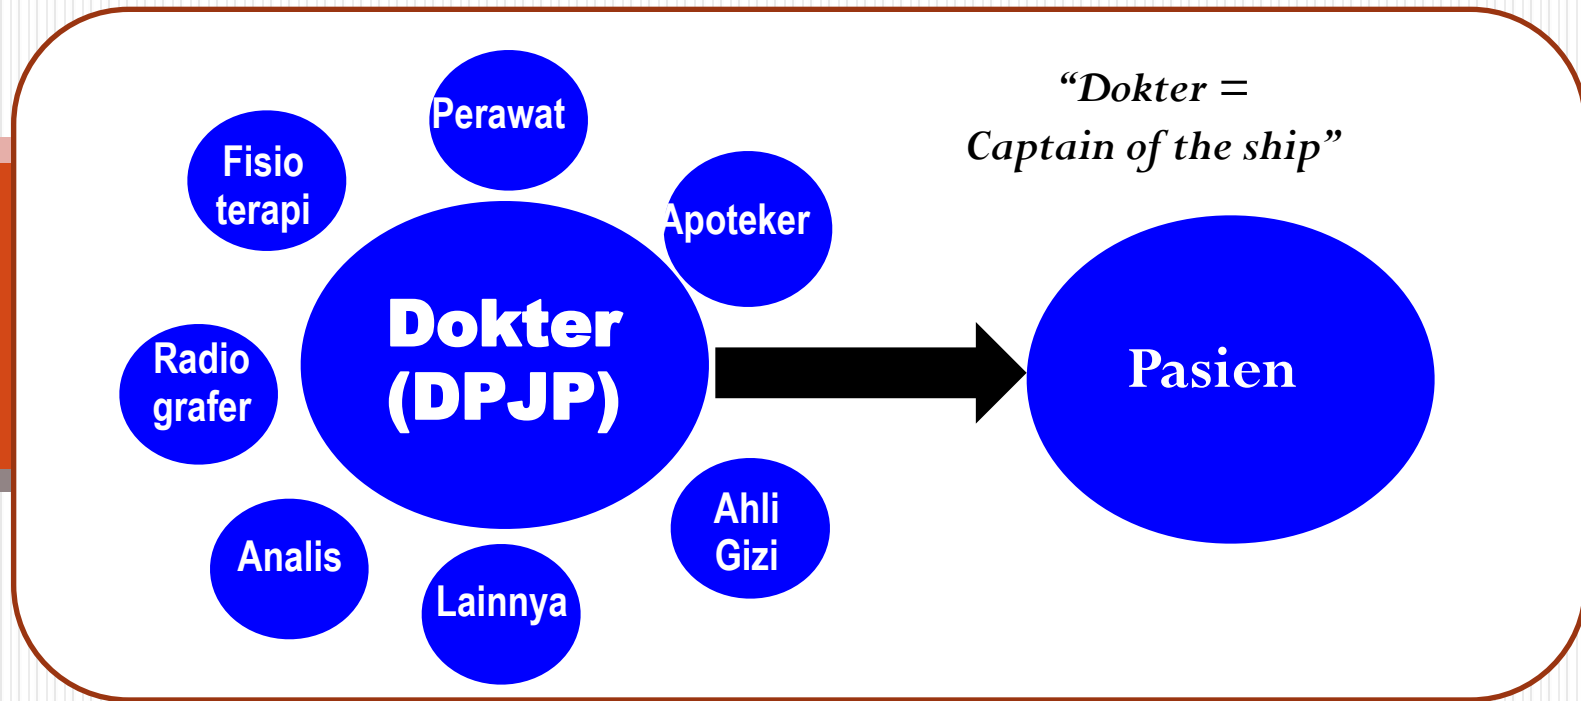 “Dokter =
Captain of the ship”
Perawat
Fisio
terapi
Apoteker
Dokter
(DPJP)
Pasien
Radio
grafer
Ahli
Gizi
Analis
Lainnya